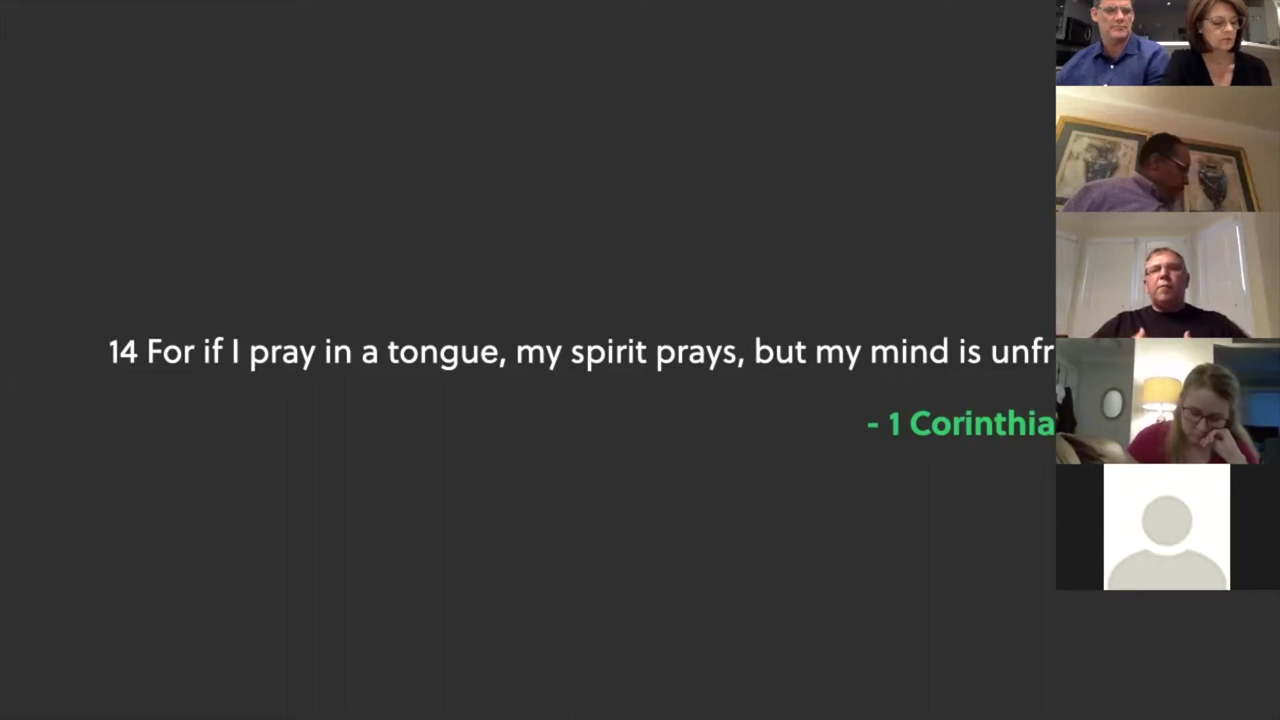 14 For if I pray in a tongue, my spirit prays, but my mind is unfr
- 1 Corinthia